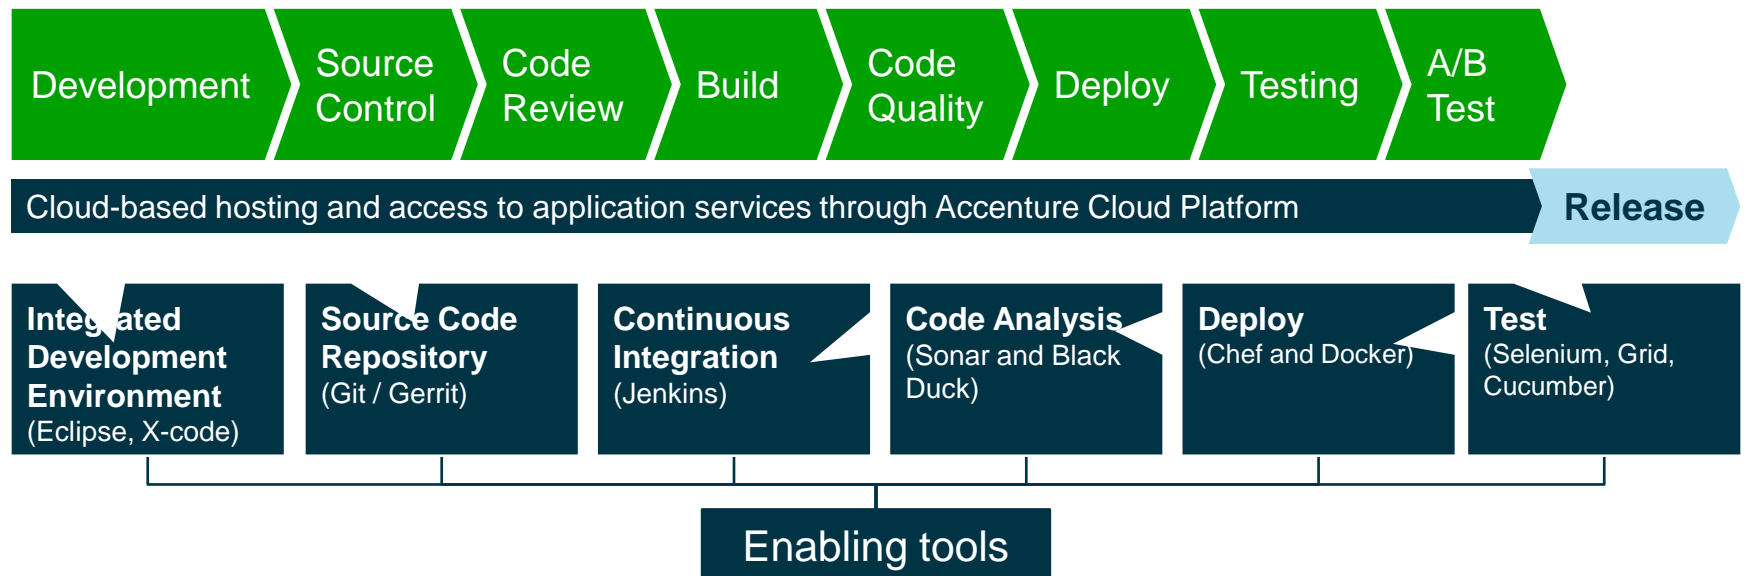 Development
Source
Control
Code
Review
Build
Code
Quality
Deploy
Testing
A/B
Test
Cloud-based hosting and access to application services through Accenture Cloud Platform
Release
Integrated
Development
Environment
(Eclipse, X-code)
Source Code
Repository
(Git / Gerrit)
Continuous
Integration
(Jenkins)
Code Analysis
(Sonar and Black
Duck)
Deploy
(Chef and Docker)
Test
(Selenium, Grid,
Cucumber)
Enabling tools